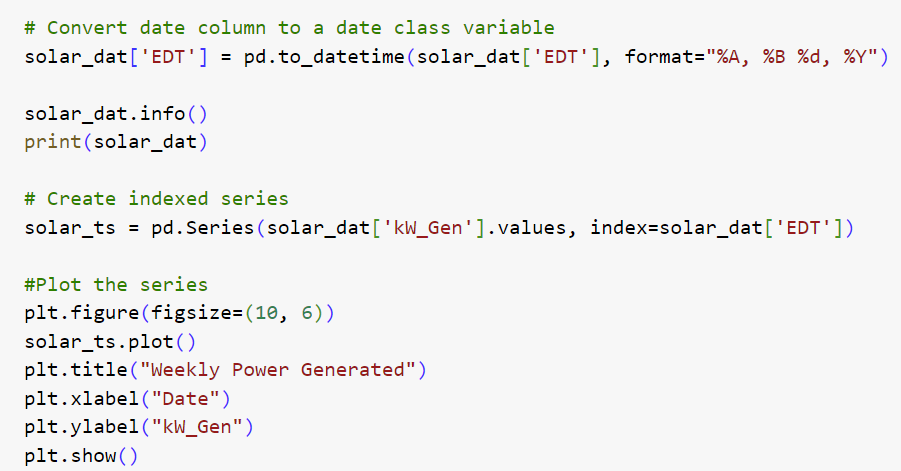 # Convert date column to a date class variable
solar_dat['EDT'] = pd.to_datetime(solar_dat['EDT'], format="%A, %B %d, %Y")
solar_dat.info()
print(solar_dat)
# Create indexed series
solar_ts = pd.Series(solar_dat['kW_Gen'].values, index=solar_dat['EDT'])
#Plot the series
plt.figure(figsize=(10, 6))
solar_ts.plot()
plt.title("Weekly Power Generated")
plt.xlabel("Date")
plt.ylabel("kW_Gen")
plt.show()